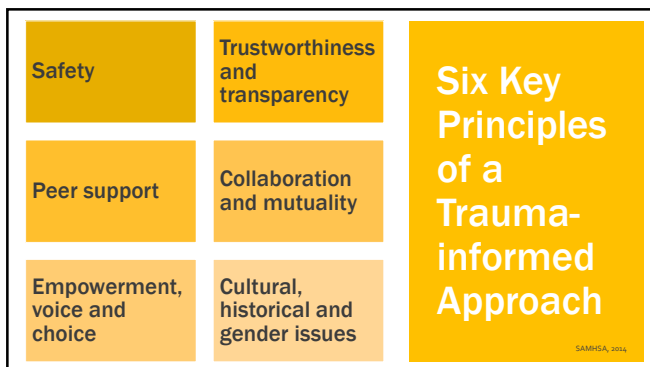 Safety
Trustworthiness
and
transparency
Peer support
Collaboration
and mutuality
Empowerment,
voice and
choice
Cultural,
historical and
gender issues
Six Key
Principles
of a
Trauma-
informed
Approach
SAMHSA, 2014